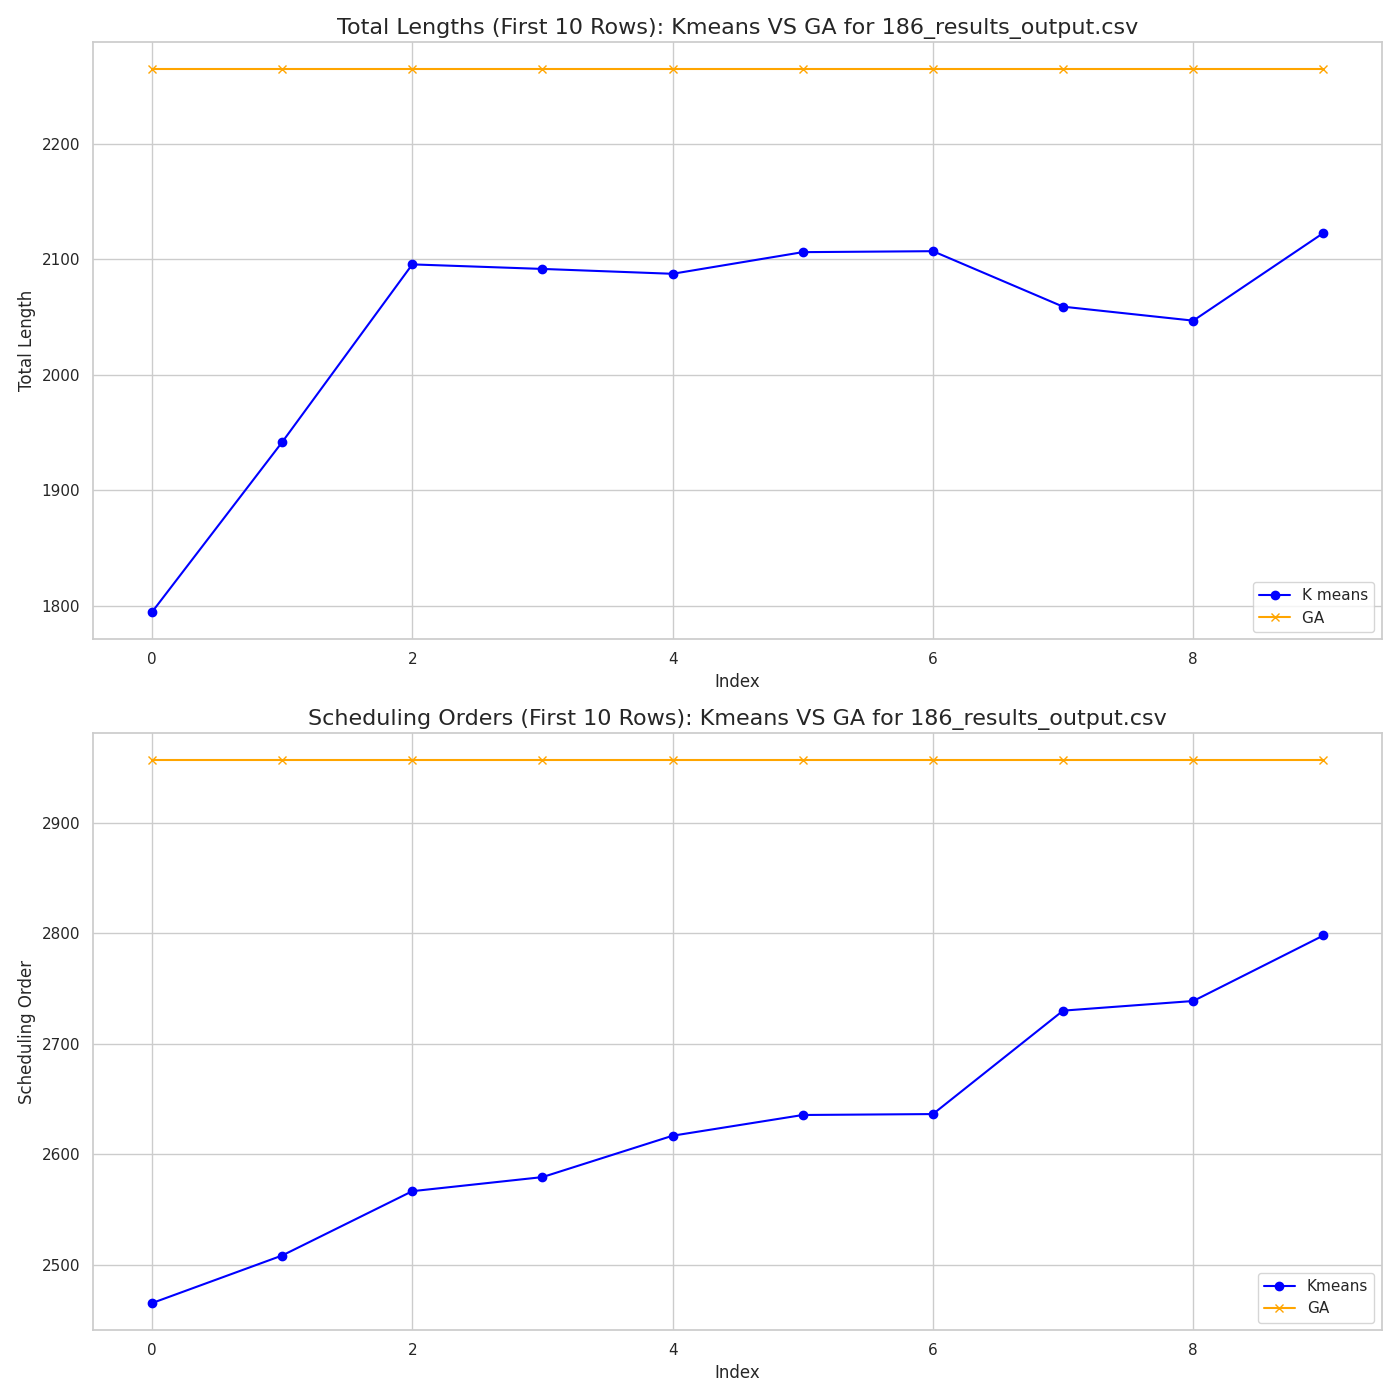 Total Lengths (First 10 Rows): Kmeans VS GA for 186_results_output.csv
2200
2100
2000
1900
1800
Total Length
K means
GA
0 2 4 6 8
Index
Scheduling Orders (First 10 Rows): Kmeans VS GA for 186_results_output.csv
2900
2800
2700
2600
2500
Scheduling Order
Kmeans
GA
0 2 4 6 8
Index